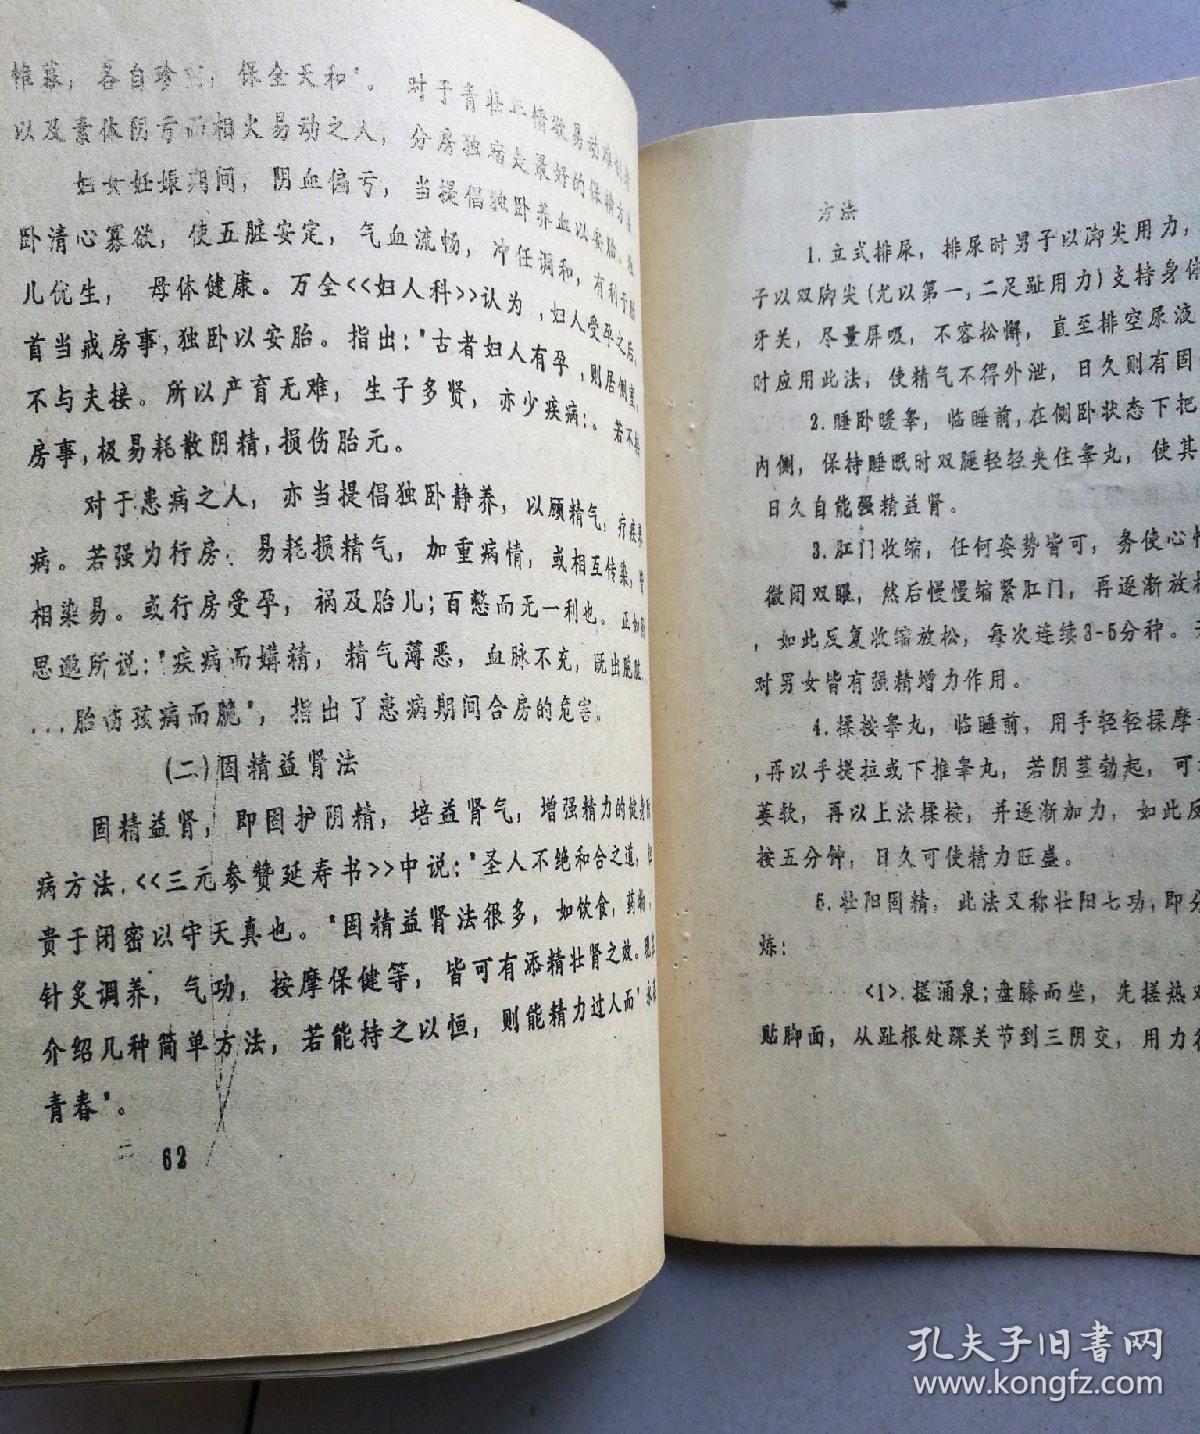 帷幕，各自珍重，保全天和"。对于青壮年情欲易动难制者
以及素体阴亏而相火易动之人，分房独宿是最好的保精方法。
妇女妊娠期间，阴血偏亏，当提倡独卧养血以安胎。独
卧清心寡欲，使五脏安定，气血流畅，冲任调和，有利于胎
儿优生，母体健康。万全<<妇人科>>认为，妇人受孕之后，
首当戒房事，独卧以安胎。指出："古者妇人有孕，则居侧室，
不与夫接。所以产育无难，生子多贤，亦少疾病；。若不
房事，极易耗散阴精，损伤胎元。
对于患病之人，亦当提倡独卧静养，以顾精气，疗疾
病。若强力行房，易耗损精气，加重病情，或相互传染，
相染易。或行房受孕，祸及胎儿；百憋而无一利也。正如
思邈所说："疾病而媾精，精气薄恶，血脉不充，既出胞脏…
…胎伤孩病而脆"，指出了患病期间合房的危害。
(二)固精益肾法
固精益肾，即固护阴精，培益肾气，增强精力的健身
病方法，<<三元参赞延寿书>>中说："圣人不绝和合之道，但
贵于闭密以守天真也。"固精益肾法很多，如饮食，药物，
针炙调养，气功，按摩保健等，皆可有添精壮肾之效。现
介绍几种简单方法，若能持之以恒，则能精力过人而"永
青春"。
62
方法
1.立式排尿，排尿时男子以脚尖用力，
子以双脚尖(尤以第一，二足趾用力)支持身体
牙关，尽量屏吸，不容松懈，直至排空尿液
时应用此法，使精气不得外泄，日久则有固
2.睡卧暖睾，临睡前，在侧卧状态下把
内侧，保持睡眠时双腿轻轻夹住睾丸，使其
日久自能强精益肾。
3.肛门收缩，任何姿势皆可，务使心情
微闭双眼，然后慢慢缩紧肛门，再逐渐放松
，如此反复收缩放松，每次连续3-5分种。
对男女皆有强精增力作用。
4.揉按睾丸，临睡前，用手轻轻揉摩
，再以手提拉或下推睾丸，若阴茎勃起，可
萎软，再以上法揉桉，并逐渐加力，如此反
按五分钟，日久可使精力旺盛。
5.壮阳固精，此法又称壮阳七功，即分
炼：
<1>.搓涌泉；盘膝而坐，先搓热双
贴脚面，从趾根处踝关节到三阴交，用力
孔夫子旧书网
www.kongfz.com